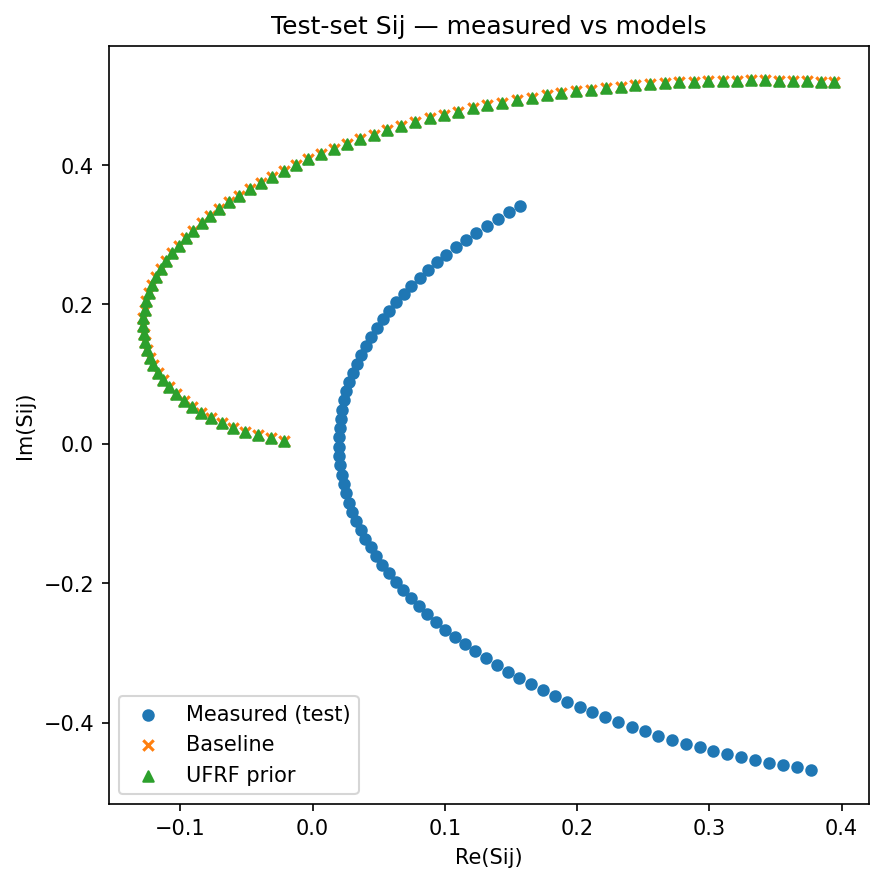 Test-set Sij — measured vs models
Im(Sij)
0.4
0.2
0.0
−0.2
−0.4
Measured (test)
Baseline
UFRF prior
−0.1
0.0
0.1
0.2
0.3
0.4
Re(Sij)